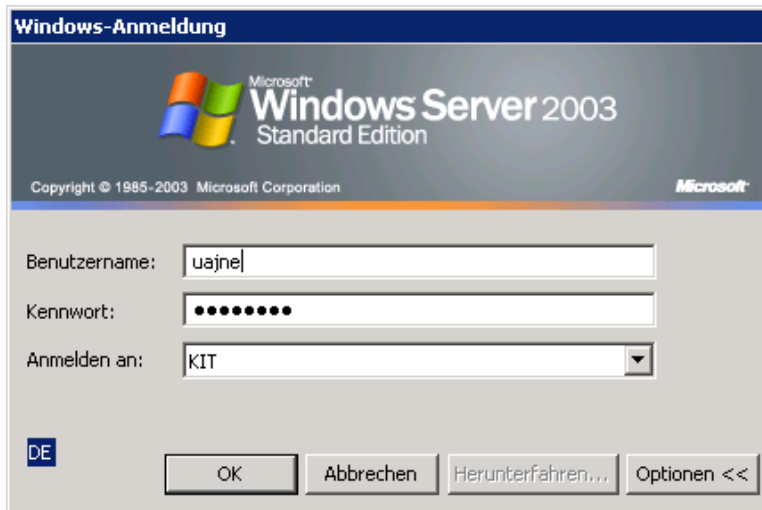 Windows-Anmeldung
Microsoft
Windows Server 2003
Standard Edition
Copyright © 1985-2003 Microsoft Corporation Microsoft
Benutzername: uajne
Kennwort: ●●●●●●●●
Anmelden an: KIT
DE
OK Abbrechen Herunterfahren... Optionen <<